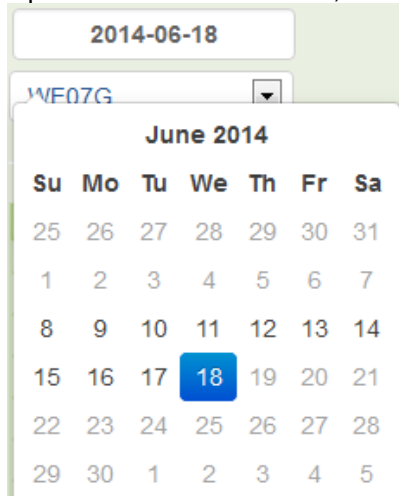 2014-06-18
WE07G
June 2014
Su Mo Tu We Th Fr Sa
25 26 27 28 29 30 31
1 2 3 4 5 6 7
8 9 10 11 12 13 14
15 16 17 18 19 20 21
22 23 24 25 26 27 28
29 30 1 2 3 4 5